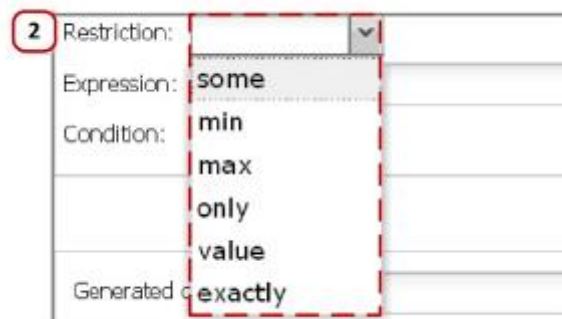 2 Restriction:
Expression: some
min
Condition:
max
only
value
Generated exactly